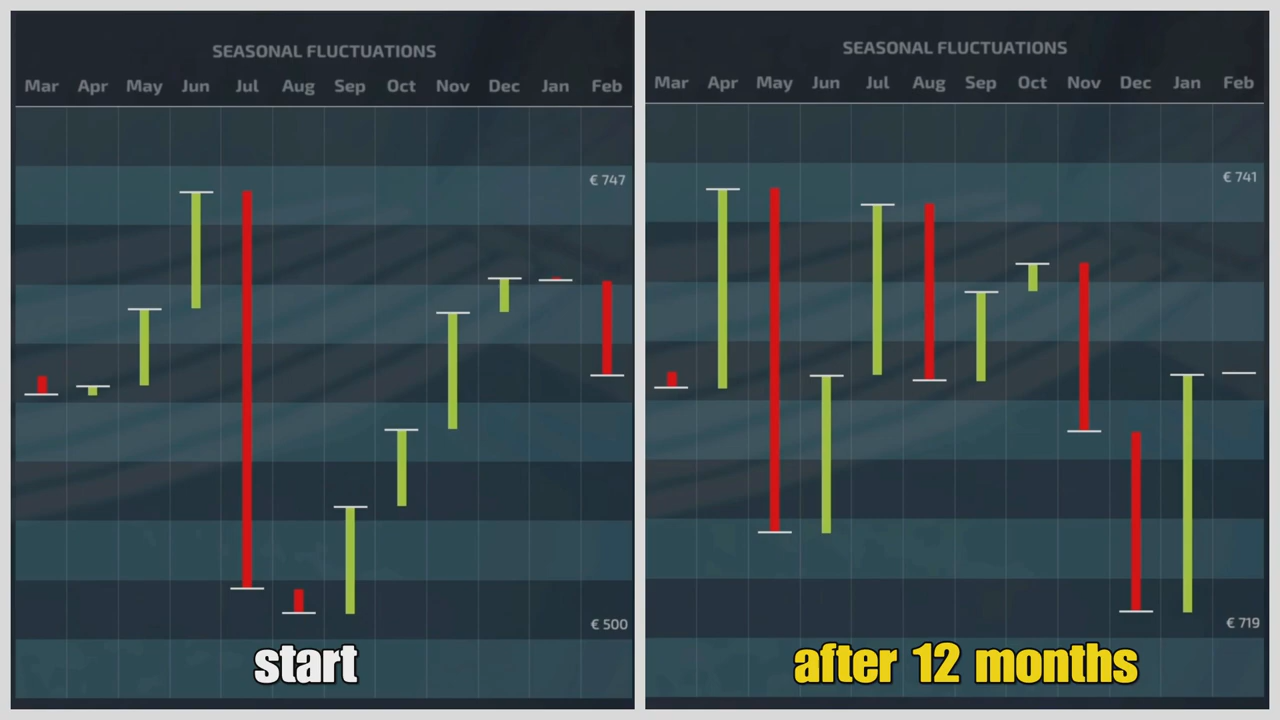 SEASONAL FLUCTUATIONS
Mar Apr May Jun Jul Aug Sep Oct Nov Dec Jan Feb
€ 747
€ 500
start
SEASONAL FLUCTUATIONS
Mar Apr May Jun Jul Aug Sep Oct Nov Dec Jan Feb
€ 741
€ 719
after 12 months